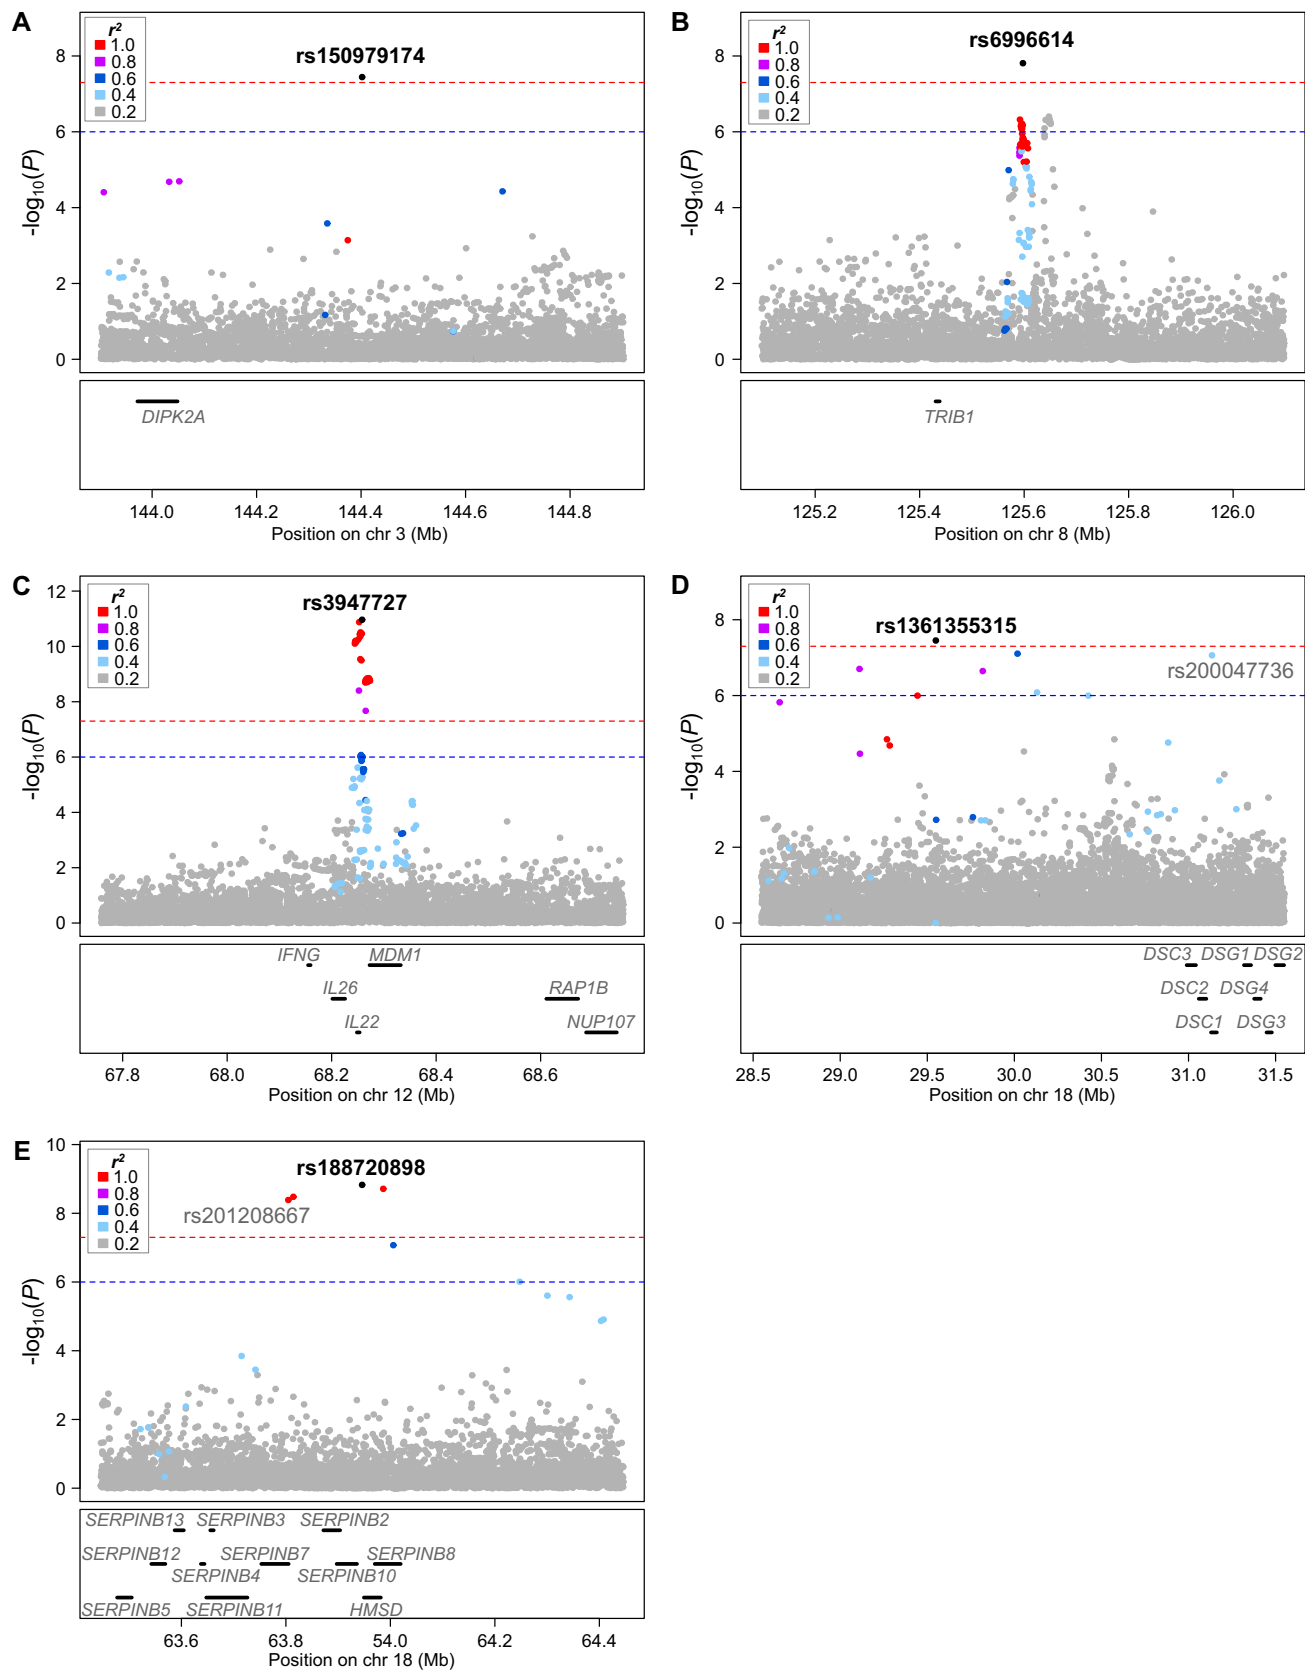 A
r²
1.0
0.8
0.6
0.4
0.2
rs150979174
8
6
4
2
0
-log10(P)
DIPK2A
144.0 144.2 144.4 144.6 144.8
Position on chr 3 (Mb)
B
r²
1.0
0.8
0.6
0.4
0.2
rs6996614
8
6
4
2
0
-log10(P)
TRIB1
125.2 125.4 125.6 125.8 126.0
Position on chr 8 (Mb)
C
r²
1.0
0.8
0.6
0.4
0.2
rs3947727
12
10
8
6
4
2
0
-log10(P)
IFNG MDM1
IL26 RAP1B
IL22 NUP107
67.8 68.0 68.2 68.4 68.6
Position on chr 12 (Mb)
D
r²
1.0
0.8
0.6
0.4
0.2
rs1361355315
rs200047736
8
6
4
2
0
-log10(P)
DSC3 DSG1 DSG2
DSC2 DSG4
DSC1 DSG3
28.5 29.0 29.5 30.0 30.5 31.0 31.5
Position on chr 18 (Mb)
E
r²
1.0
0.8
0.6
0.4
0.2
rs188720898
rs201208667
10
8
6
4
2
0
-log10(P)
SERPINB13 SERPINB3 SERPINB2
SERPINB12 SERPINB7 SERPINB8
SERPINB4 SERPINB10
SERPINB5 SERPINB11 HMSD
63.6 63.8 54.0 64.2 64.4
Position on chr 18 (Mb)